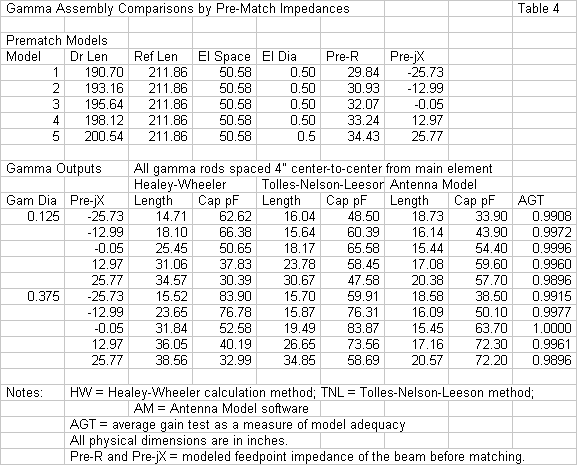 Gamma Assembly Comparisons by Pre-Match Impedances Table 4
Prematch Models
Model Dr Len Ref Len El Space El Dia Pre-R Pre-jX
1 190.70 211.86 50.58 0.50 29.84 -25.73
2 193.16 211.86 50.58 0.50 30.93 -12.99
3 195.64 211.86 50.58 0.50 32.07 -0.05
4 198.12 211.86 50.58 0.50 33.24 12.97
5 200.54 211.86 50.58 0.5 34.43 25.77
Gamma Outputs All gamma rods spaced 4" center-to-center from main element
Healey-Wheeler Tolles-Nelson-Leeson Antenna Model
Gam Dia Pre-jX Length Cap pF Length Cap pF Length Cap pF AGT
0.125 -25.73 14.71 62.62 16.04 48.50 18.73 33.90 0.9908
-12.99 18.10 66.38 15.64 60.39 16.14 43.90 0.9972
-0.05 25.45 50.65 18.17 65.58 15.44 54.40 0.9996
12.97 31.06 37.83 23.78 58.45 17.08 59.60 0.9960
25.77 34.57 30.39 30.67 47.58 20.38 57.70 0.9896
0.375 -25.73 15.52 83.90 15.70 59.91 18.58 38.50 0.9915
-12.99 23.65 76.78 15.87 76.31 16.09 50.10 0.9977
-0.05 31.84 52.58 19.49 83.87 15.45 63.70 1.0000
12.97 36.05 40.19 26.65 73.56 17.16 72.30 0.9961
25.77 38.56 32.99 34.85 58.69 20.57 72.20 0.9896
Notes: HW = Healey-Wheeler calculation method; TNL = Tolles-Nelson-Leeson method;
AM = Antenna Model software
AGT = average gain test as a measure of model adequacy
All physical dimensions are in inches.
Pre-R and Pre-jX = modeled feedpoint impedance of the beam before matching.